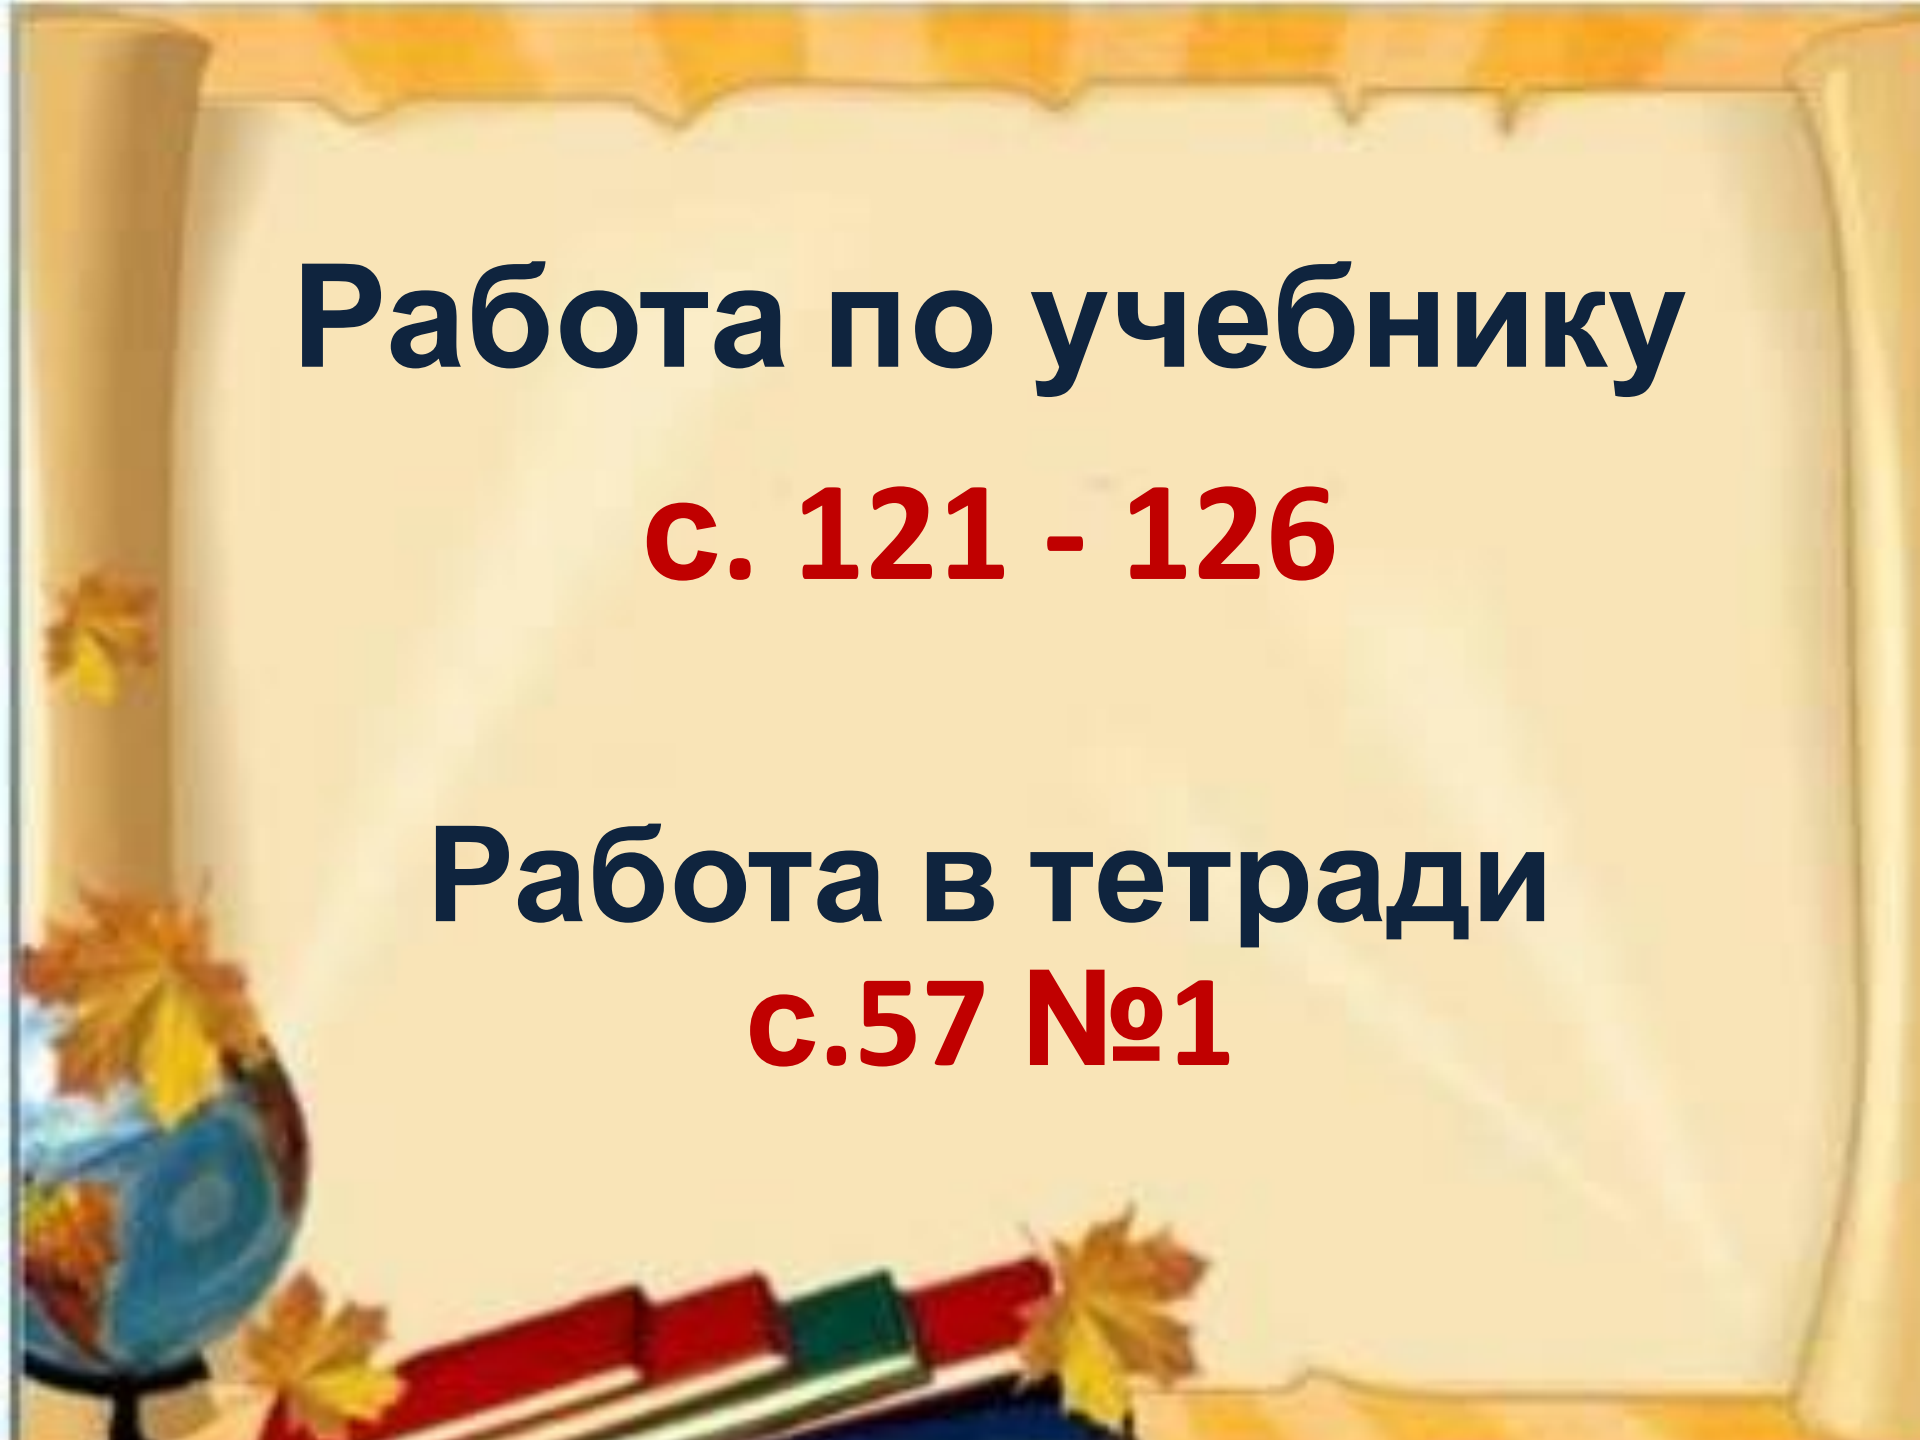 Работа по учебнику
с. 121 - 126
Работа в тетради
с.57 №1